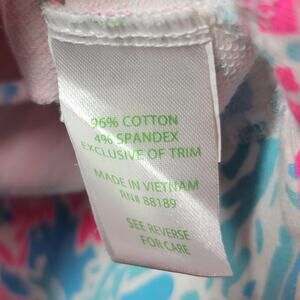 96% COTTON
4% SPANDEX
EXCLUSIVE OF TRIM
MADE IN VIETNAM
RN# 88189
SEE REVERSE
FOR CARE